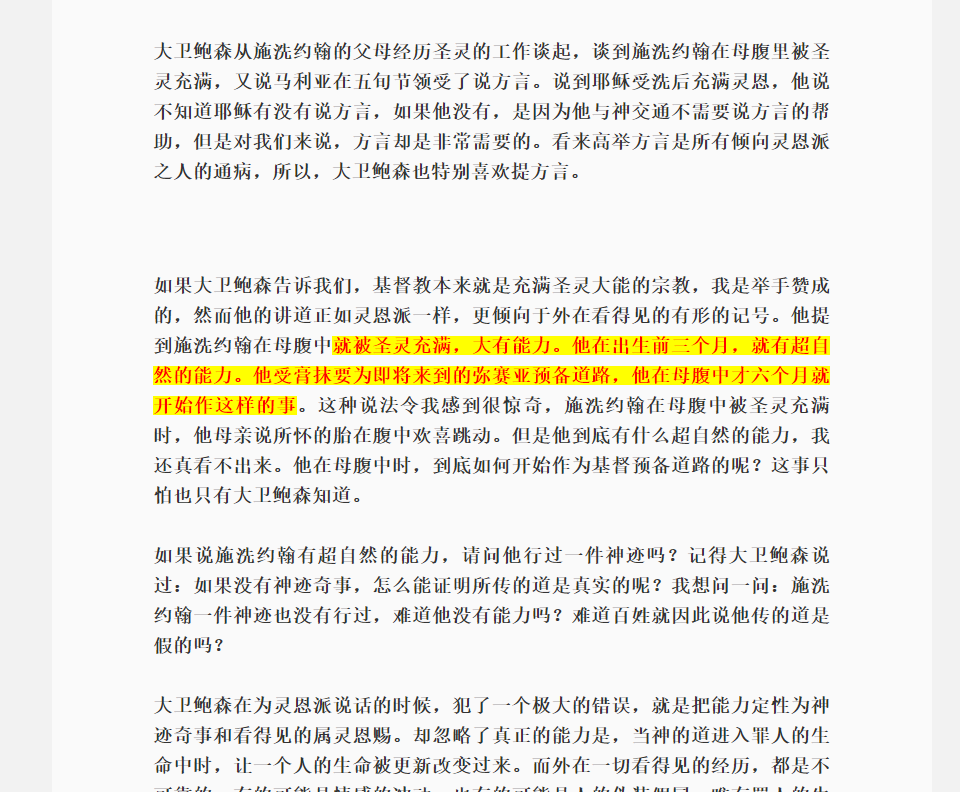 大卫鲍森从施洗约翰的父母经历圣灵的工作谈起，谈到施洗约翰在母腹里被圣
灵充满，又说马利亚在五旬节领受了说方言。说到耶稣受洗后充满灵恩，他说
不知道耶稣有没有说方言，如果他没有，是因为他与神交通不需要说方言的帮
助，但是对我们来说，方言却是非常需要的。看来高举方言是所有倾向灵恩派
之人的通病，所以，大卫鲍森也特别喜欢提方言。
如果大卫鲍森告诉我们，基督教本来就是充满圣灵大能的宗教，我是举手赞成
的，然而他的讲道正如灵恩派一样，更倾向于外在看得见的有形的记号。他提
到施洗约翰在母腹中就被圣灵充满，大有能力。他在出生前三个月，就有超自
然的能力。他受膏抹要为即将来到的弥赛亚预备道路，他在母腹中才六个月就
开始作这样的事。这种说法令我感到很惊奇，施洗约翰在母腹中被圣灵充满
时，他母亲说所怀的胎在腹中欢喜跳动。但是他到底有什么超自然的能力，我
还真看不出来。他在母腹中时，到底如何开始作为基督预备道路的呢？这事只
怕也只有大卫鲍森知道。
如果说施洗约翰有超自然的能力，请问他行过一件神迹吗？记得大卫鲍森说
过：如果没有神迹奇事，怎么能证明所传的道是真实的呢？我想问一问：施洗
约翰一件神迹也没有行过，难道他没有能力吗？难道百姓就因此说他传的道是
假的吗？
大卫鲍森在为灵恩派说话的时候，犯了一个极大的错误，就是把能力定性为神
迹奇事和看得见的属灵恩赐。却忽略了真正的能力是，当神的道进入罪人的生
命中时，让一个人的生命被更新改变过来。而外在一切看得见的经历，都是不